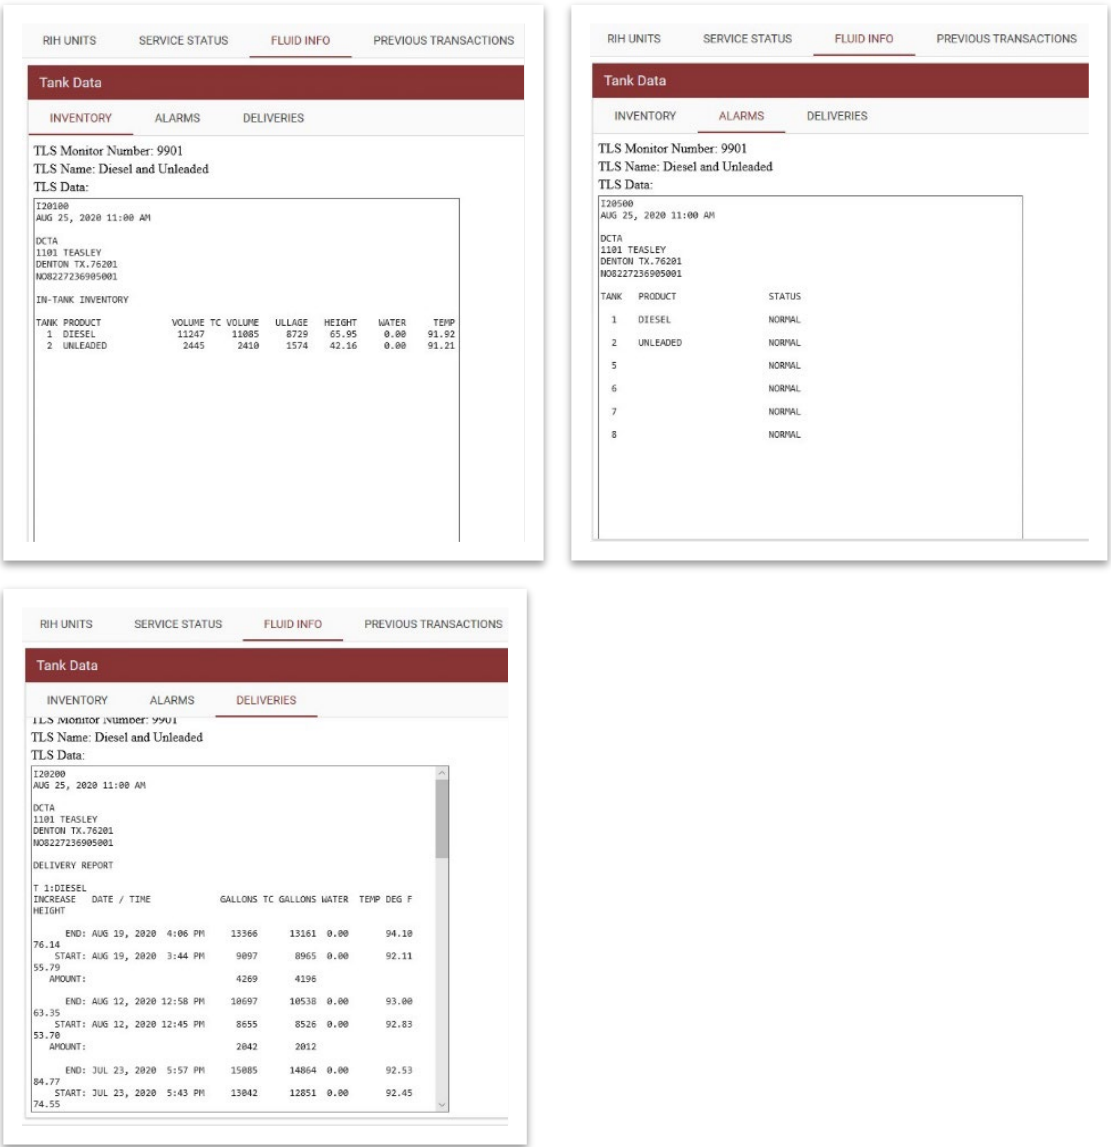 RIH UNITS SERVICE STATUS FLUID INFO PREVIOUS TRANSACTIONS
Tank Data
INVENTORY ALARMS DELIVERIES
TLS Monitor Number: 9901
TLS Name: Diesel and Unleaded
TLS Data:
I20100
AUG 25, 2020 11:00 AM
DCTA
1101 TEASLEY
DENTON TX.76201
NO8227236905001
IN-TANK INVENTORY
TANK PRODUCT VOLUME TC VOLUME ULLAGE HEIGHT WATER TEMP
1 DIESEL 11247 11085 8729 65.95 0.00 91.92
2 UNLEADED 2445 2410 1574 42.16 0.00 91.21
RIH UNITS SERVICE STATUS FLUID INFO PREVIOUS TRANSACTIONS
Tank Data
INVENTORY ALARMS DELIVERIES
TLS Monitor Number: 9901
TLS Name: Diesel and Unleaded
TLS Data:
I20500
AUG 25, 2020 11:00 AM
DCTA
1101 TEASLEY
DENTON TX.76201
NO8227236905001
TANK PRODUCT STATUS
1 DIESEL NORMAL
2 UNLEADED NORMAL
5 NORMAL
6 NORMAL
7 NORMAL
8 NORMAL
RIH UNITS SERVICE STATUS FLUID INFO PREVIOUS TRANSACTIONS
Tank Data
INVENTORY ALARMS DELIVERIES
TLS Monitor Number: 9901
TLS Name: Diesel and Unleaded
TLS Data:
I20200
AUG 25, 2020 11:00 AM
DCTA
1101 TEASLEY
DENTON TX.76201
NO8227236905001
DELIVERY REPORT
T 1:DIESEL
INCREASE DATE / TIME GALLONS TC GALLONS WATER TEMP DEG F
HEIGHT
END: AUG 19, 2020 4:06 PM 13366 13161 0.00 94.10
76.14
START: AUG 19, 2020 3:44 PM 9097 8965 0.00 92.11
55.79
AMOUNT: 4269 4196
END: AUG 12, 2020 12:58 PM 10697 10538 0.00 93.00
63.35
START: AUG 12, 2020 12:45 PM 8655 8526 0.00 92.83
53.70
AMOUNT: 2042 2012
END: JUL 23, 2020 5:57 PM 15085 14864 0.00 92.53
84.77
START: JUL 23, 2020 5:43 PM 13042 12851 0.00 92.45
74.55